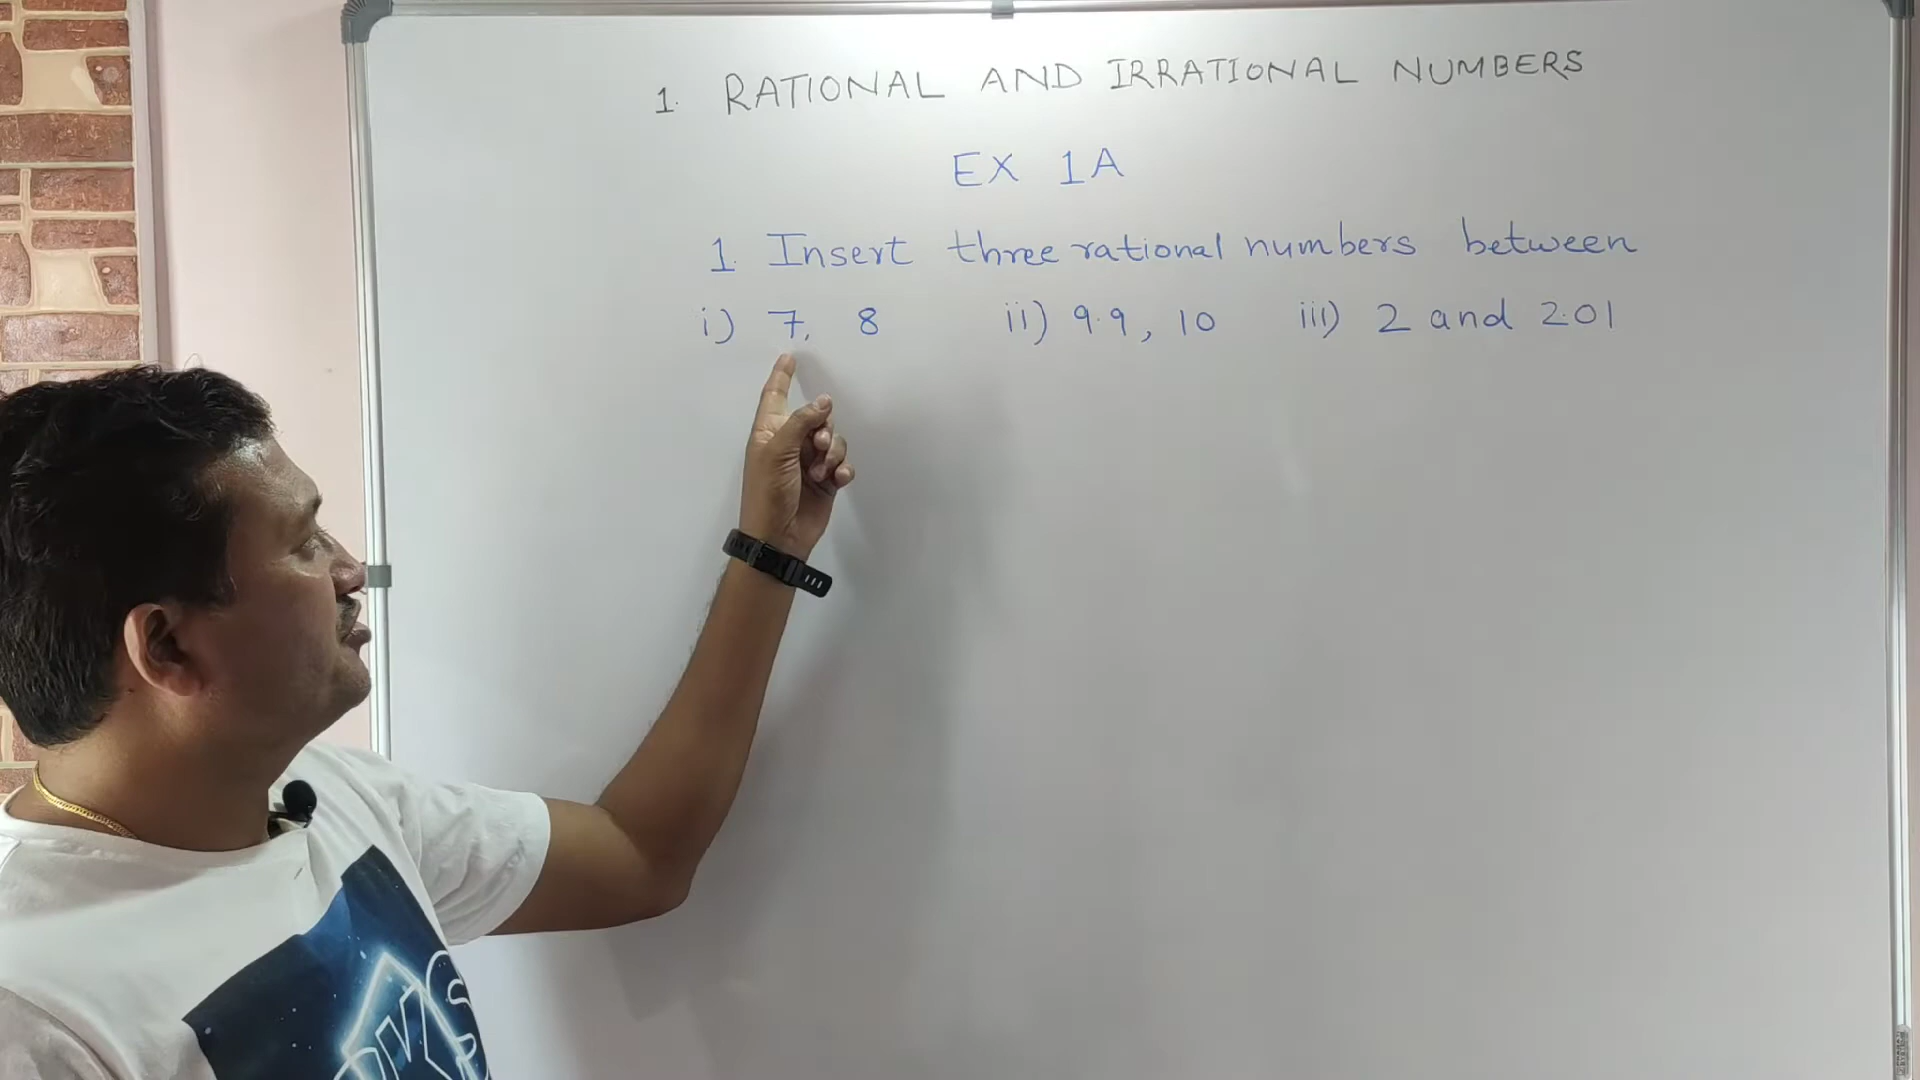 1. RATIONAL AND IRRATIONAL NUMBERS
EX 1A
1. Insert three rational numbers between
i) 7, 8 ii) 9.9, 10 iii) 2 and 2.01